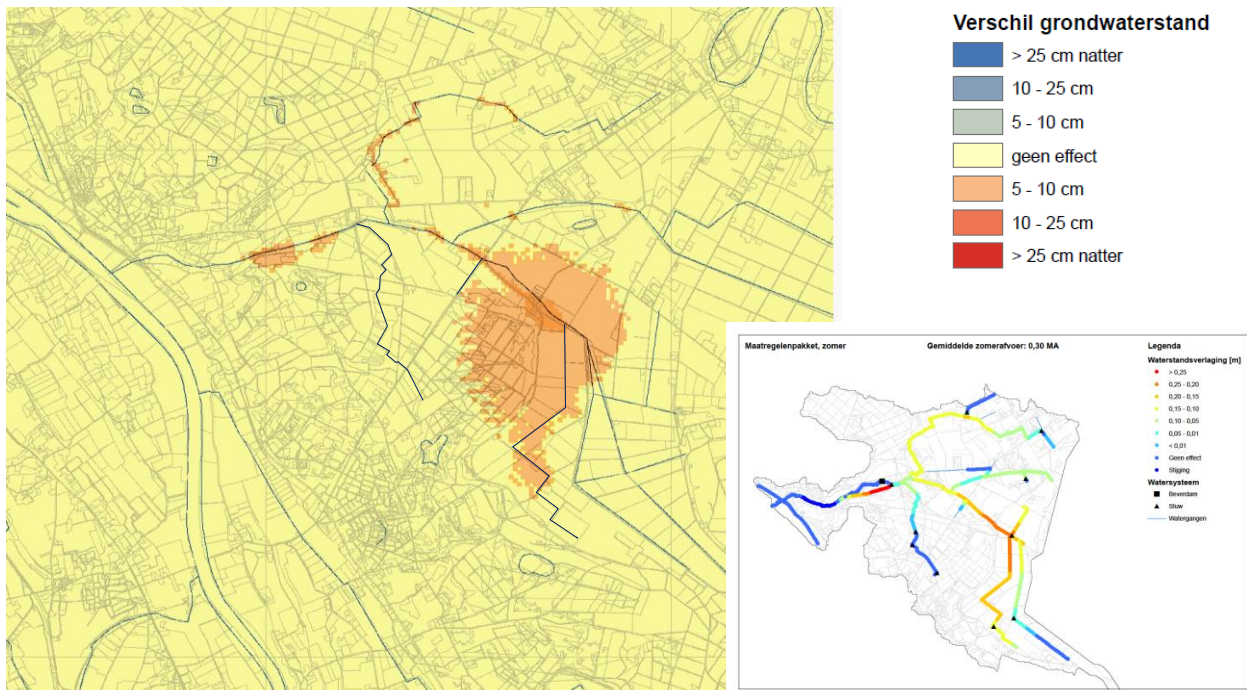 Verschil grondwaterstand
> 25 cm natter
10 - 25 cm
5 - 10 cm
geen effect
5 - 10 cm
10 - 25 cm
> 25 cm natter
Maatregelenpakket, zomer
Gemiddelde zomerafvoer: 0,30 MA
Legenda
Waterstandsverlaging [m]
> 0,25
0,25 - 0,20
0,20 - 0,15
0,15 - 0,10
0,10 - 0,05
0,05 - 0,01
< 0,01
Geen effect
Stijging
Watersysteem
Beverdam
Stuw
Watergangen